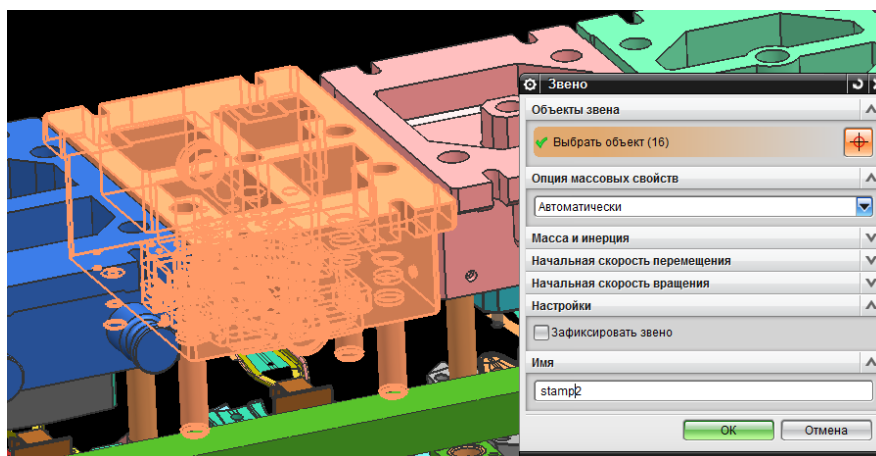 Звено
Объекты звена
Выбрать объект (16)
Опция массовых свойств
Автоматически
Масса и инерция
Начальная скорость перемещения
Начальная скорость вращения
Настройки
Зафиксировать звено
Имя
stamp2
ОК Отмена